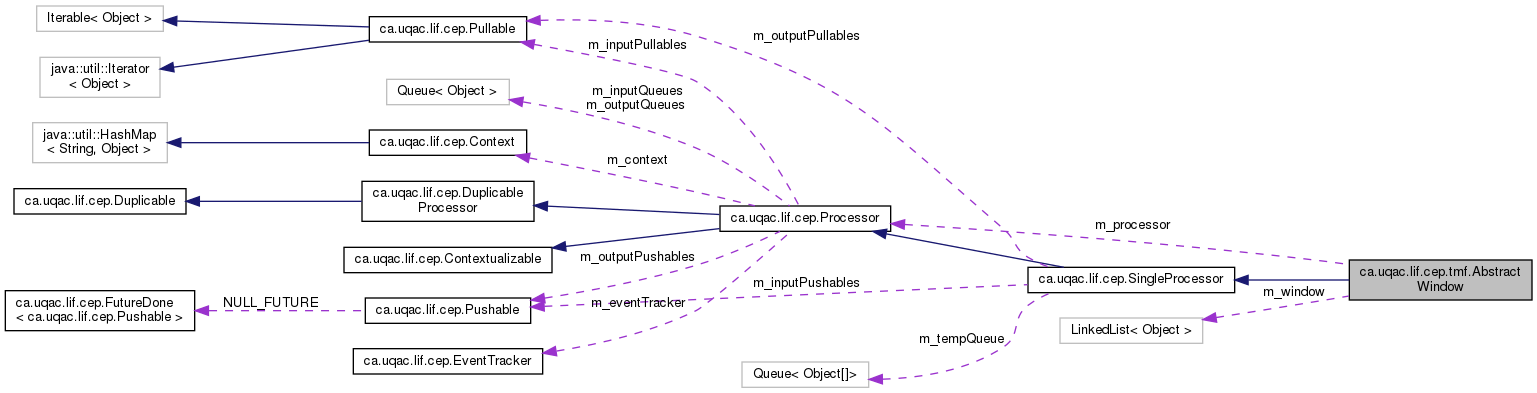 Iterable< Object >
ca.uqac.lif.cep.Pullable
m_outputPullables
m_inputPullables
java::util::Iterator
< Object >
Queue< Object >
m_inputQueues
m_outputQueues
java::util::HashMap
< String, Object >
ca.uqac.lif.cep.Context
m_context
ca.uqac.lif.cep.Duplicable
ca.uqac.lif.cep.Duplicable
Processor
ca.uqac.lif.cep.Processor
m_processor
ca.uqac.lif.cep.Contextualizable
m_outputPushables
ca.uqac.lif.cep.SingleProcessor
ca.uqac.lif.cep.tmf.Abstract
Window
m_inputPushables
m_window
ca.uqac.lif.cep.FutureDone
< ca.uqac.lif.cep.Pushable >
NULL_FUTURE
ca.uqac.lif.cep.Pushable
m_eventTracker
LinkedList< Object >
m_tempQueue
ca.uqac.lif.cep.EventTracker
Queue< Object[]>